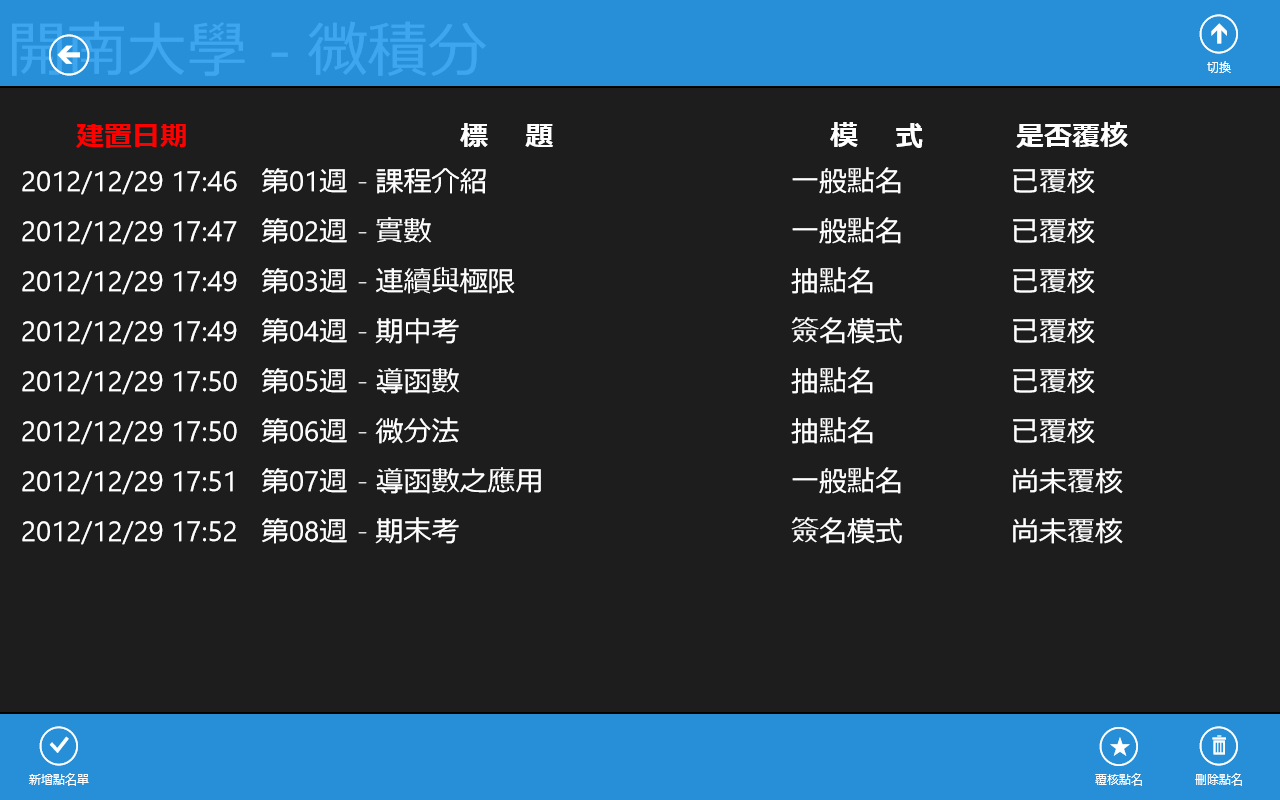 開南大學 - 微積分
切換
建置日期 標 題 模 式 是否覆核
2012/12/29 17:46 第01週 - 課程介紹 一般點名 已覆核
2012/12/29 17:47 第02週 - 實數 一般點名 已覆核
2012/12/29 17:49 第03週 - 連續與極限 抽點名 已覆核
2012/12/29 17:49 第04週 - 期中考 簽名模式 已覆核
2012/12/29 17:50 第05週 - 導函數 抽點名 已覆核
2012/12/29 17:50 第06週 - 微分法 抽點名 已覆核
2012/12/29 17:51 第07週 - 導函數之應用 一般點名 尚未覆核
2012/12/29 17:52 第08週 - 期末考 簽名模式 尚未覆核
新增點名單 覆核點名 刪除點名